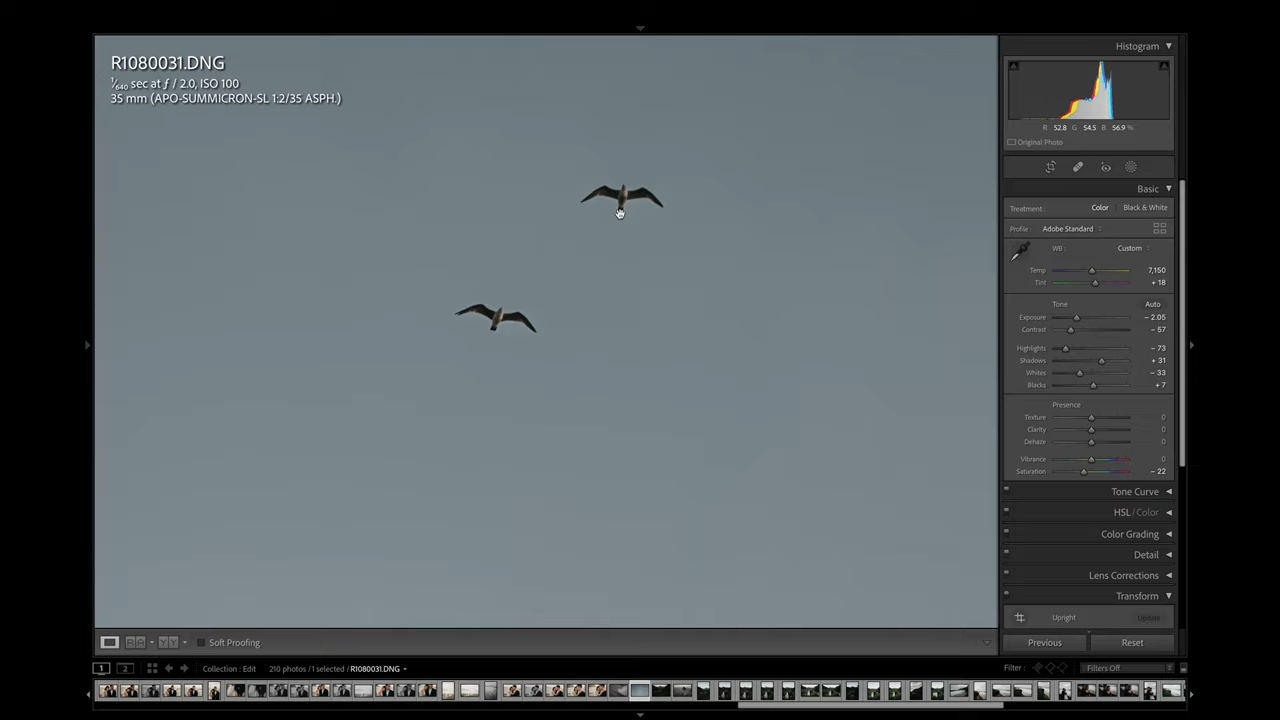 Histogram
R1080031.DNG
1/640 sec at ƒ / 2.0, ISO 100
35 mm (APO-SUMMICRON-SL 1:2/35 ASPH.)
R 52.8 G 54.5 B 56.9 %
Original Photo
Basic
Treatment: Color Black & White
Profile: Adobe Standard
WB: Custom
Temp 7,150
Tint + 18
Tone Auto
Exposure − 2.05
Contrast − 57
Highlights − 73
Shadows + 31
Whites − 33
Blacks + 7
Presence
Texture 0
Clarity 0
Dehaze 0
Vibrance 0
Saturation − 22
Tone Curve
HSL / Color
Color Grading
Detail
Lens Corrections
Transform
Upright Update
Soft Proofing
Previous Reset
1 2 Collection : Edit 210 photos / 1 selected / R1080031.DNG Filter : Filters Off